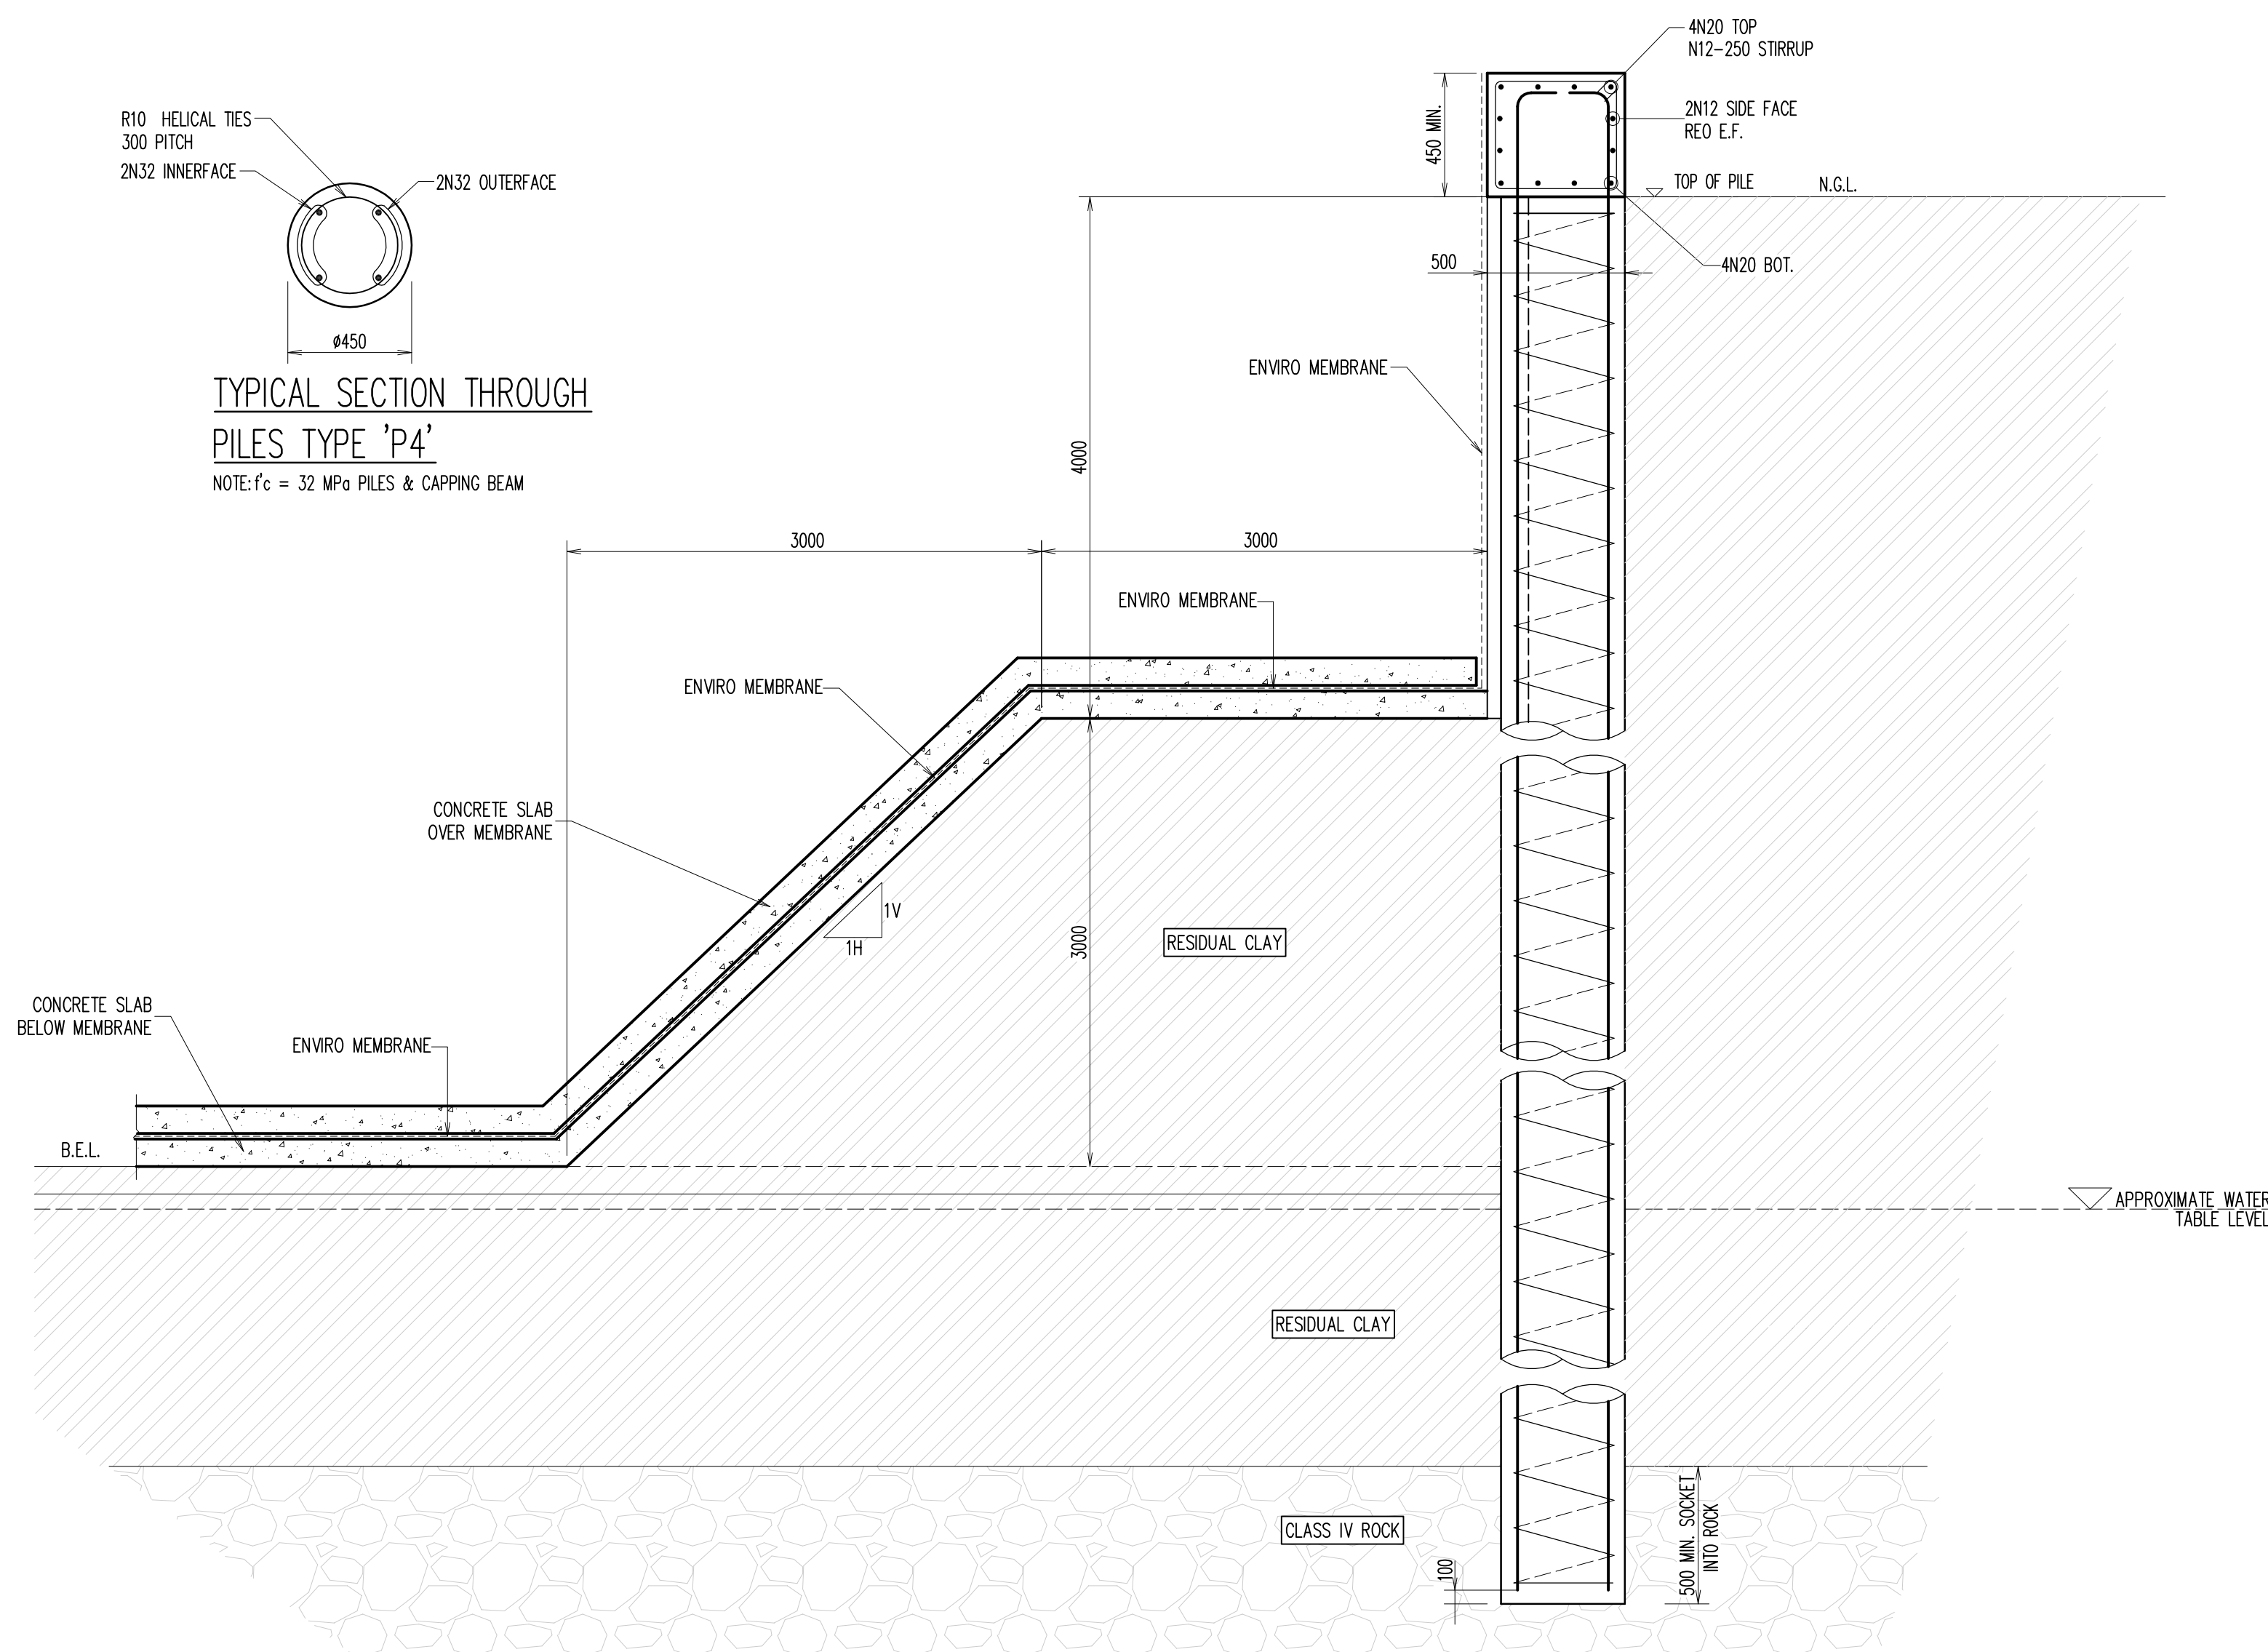 4N20 TOP
N12-250 STIRRUP
2N12 SIDE FACE
REO E.F.
450 MIN.
TOP OF PILE
N.G.L.
4N20 BOT.
500
R10 HELICAL TIES
300 PITCH
2N32 INNERFACE
2N32 OUTERFACE
ø450
TYPICAL SECTION THROUGH
PILES TYPE 'P4'
NOTE: f'c = 32 MPa PILES & CAPPING BEAM
ENVIRO MEMBRANE
4000
3000
3000
ENVIRO MEMBRANE
ENVIRO MEMBRANE
CONCRETE SLAB
OVER MEMBRANE
1V
1H
3000
RESIDUAL CLAY
CONCRETE SLAB
BELOW MEMBRANE
ENVIRO MEMBRANE
B.E.L.
APPROXIMATE WATER
TABLE LEVEL
RESIDUAL CLAY
CLASS IV ROCK
100
500 MIN. SOCKET
INTO ROCK